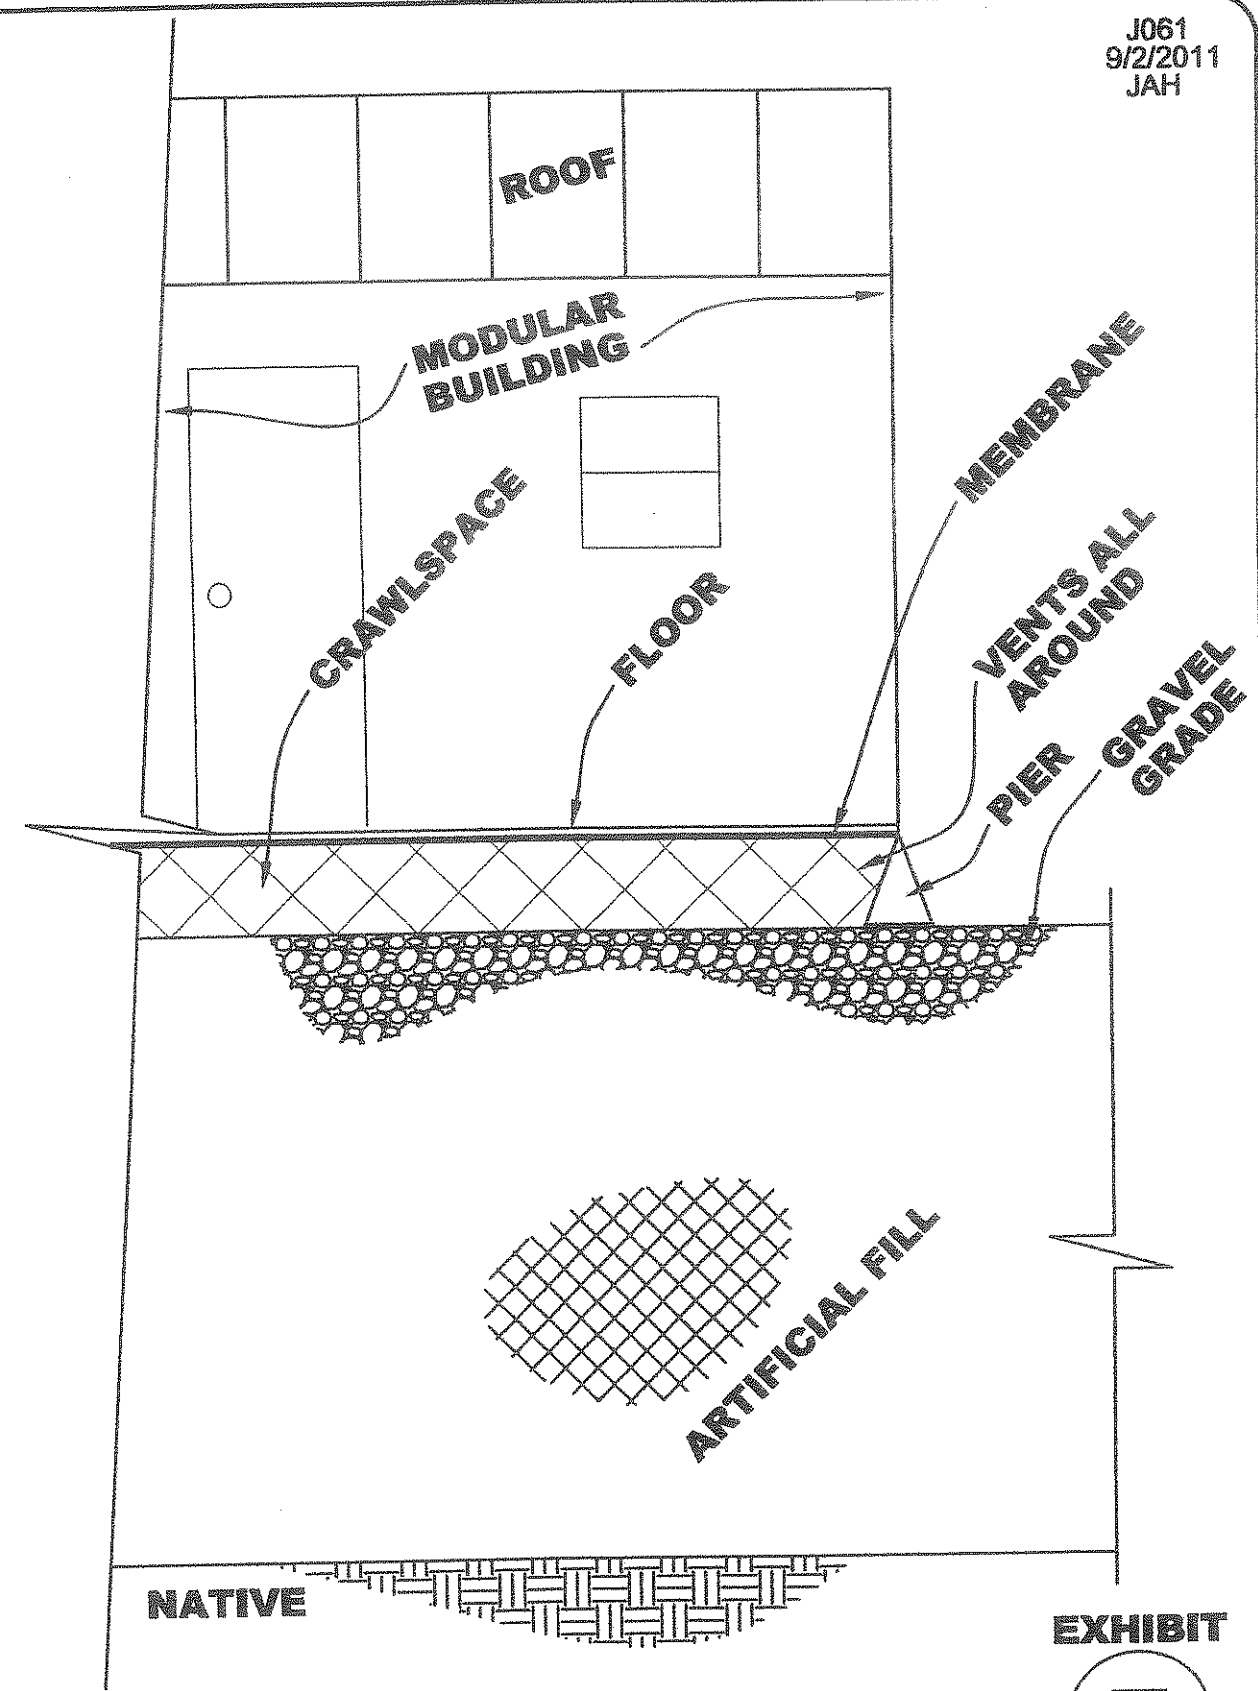 J061
9/2/2011
JAH
ROOF
MODULAR
BUILDING
MEMBRANE
CRAWLSPACE
FLOOR
VENTS ALL
AROUND
PIER
GRAVEL
GRADE
ARTIFICIAL FILL
NATIVE
EXHIBIT